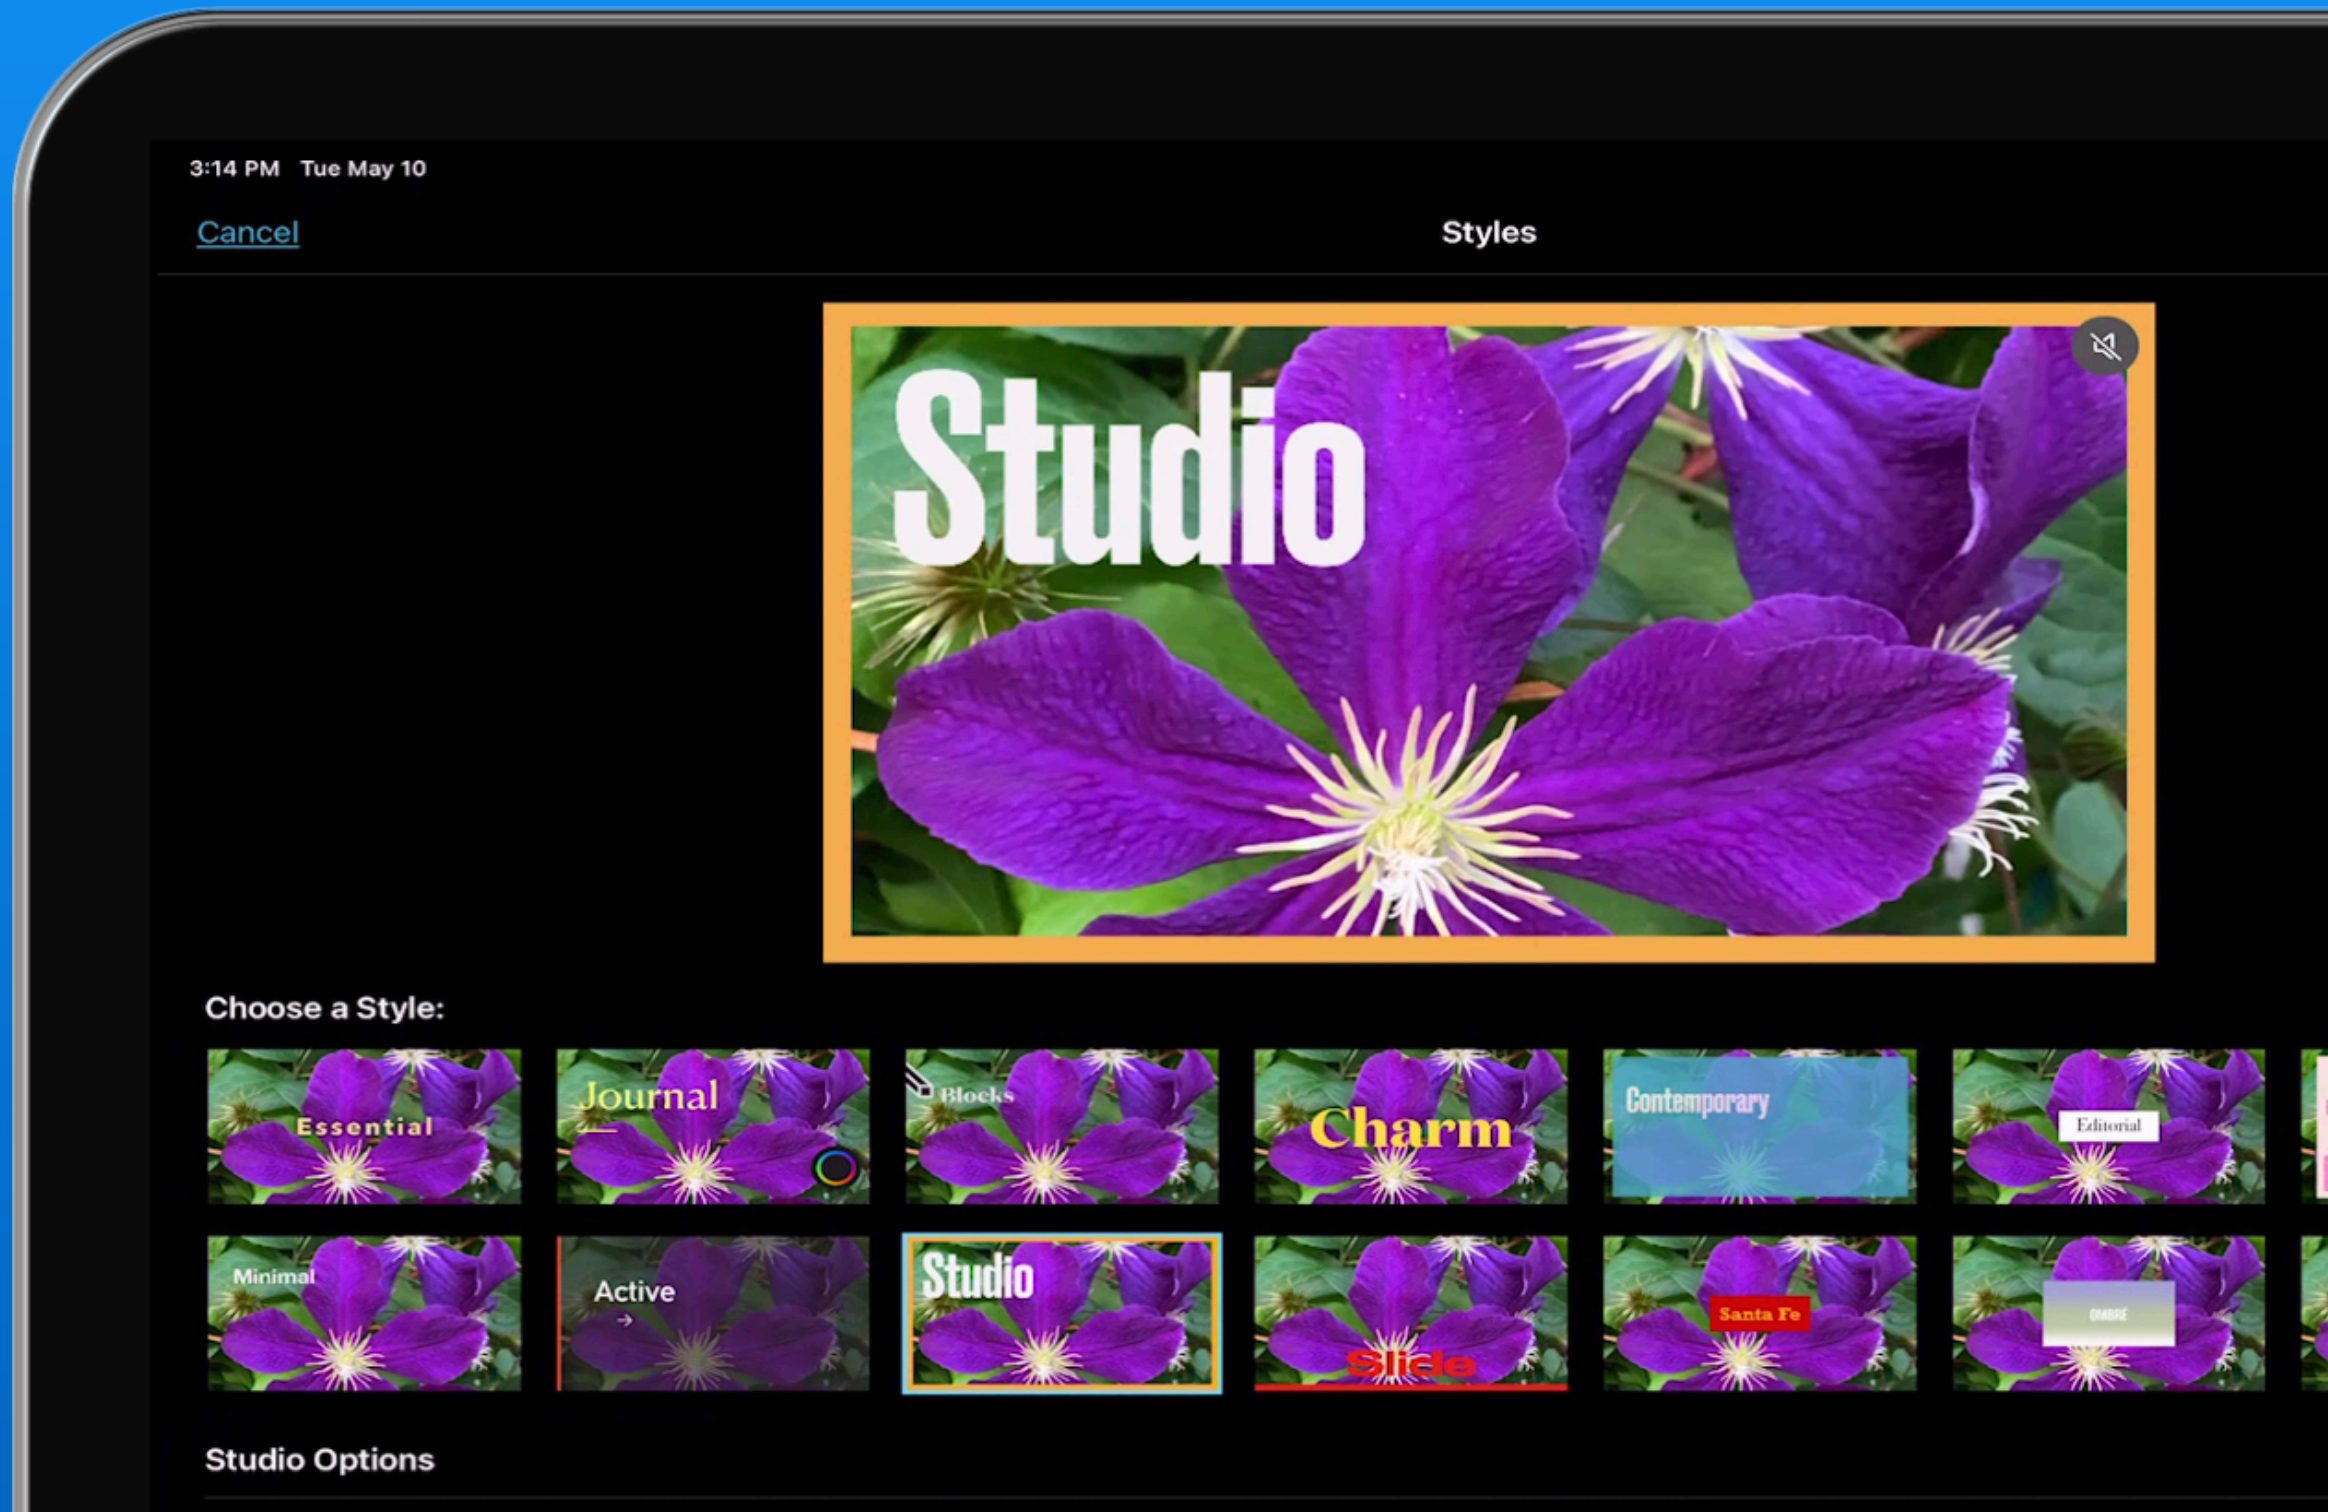 3:14 PM Tue May 10
Cancel
Styles
Studio
Choose a Style:
Essential
Journal
Blocks
Charm
Contemporary
Editorial
Minimal
Active
→
Studio
Slide
Santa Fe
OMBRÉ
Studio Options